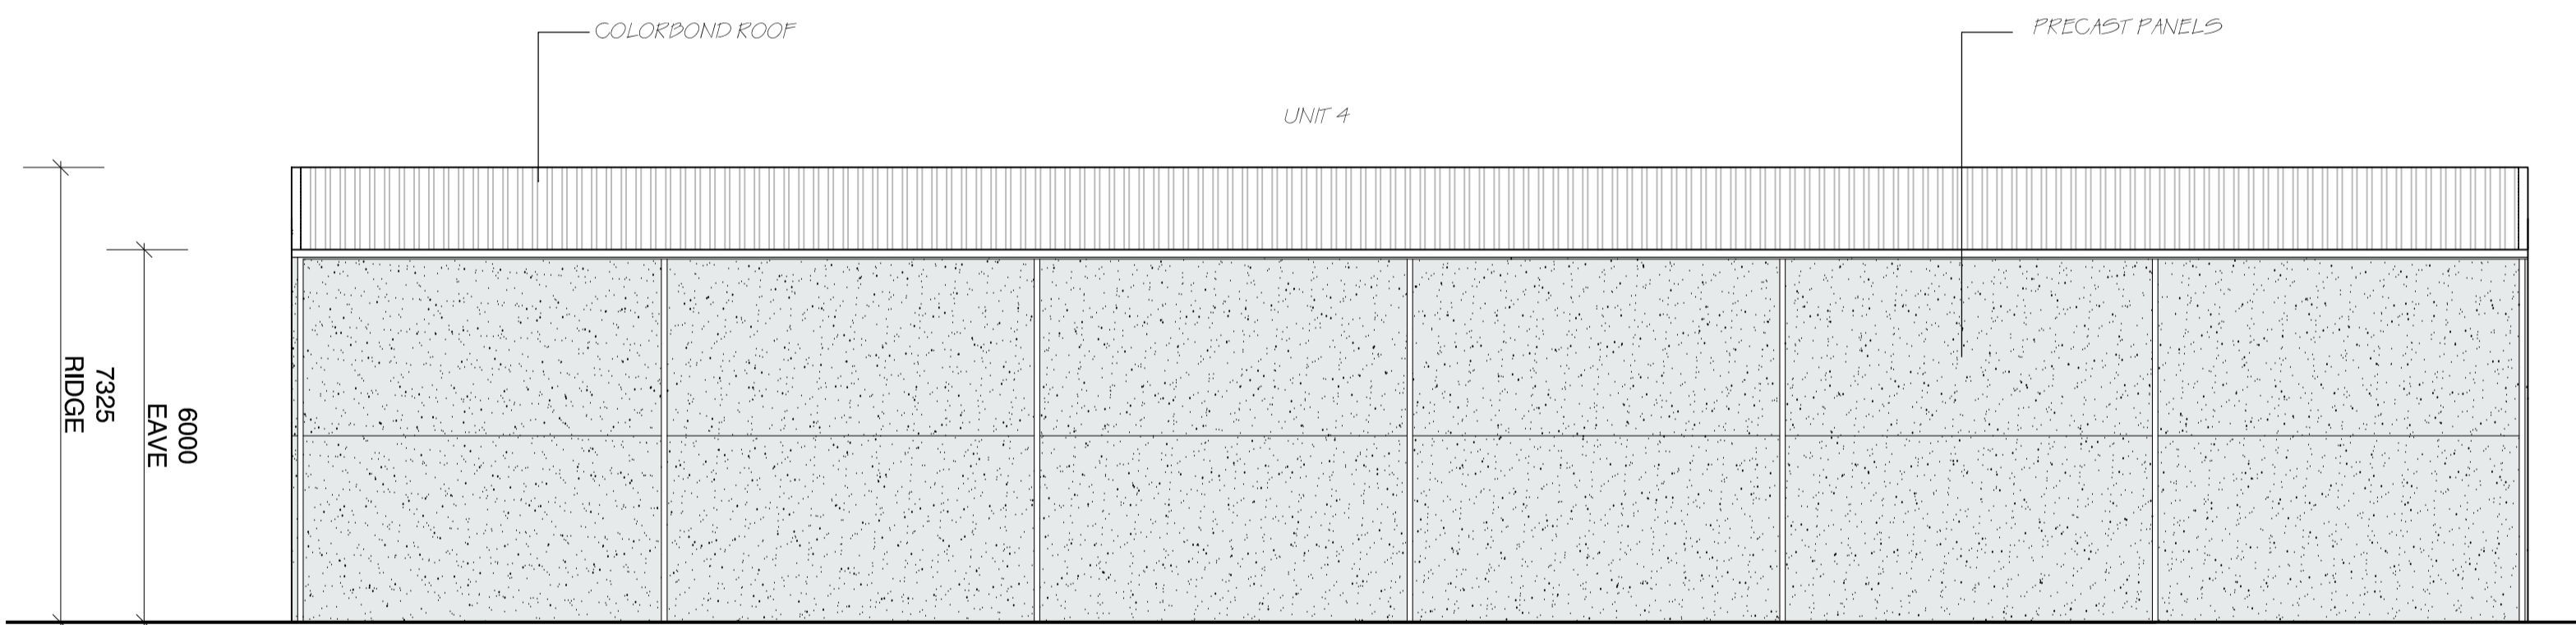 COLORBOND ROOF
PRECAST PANELS
UNIT 4
7325
RIDGE
6000
EAVE